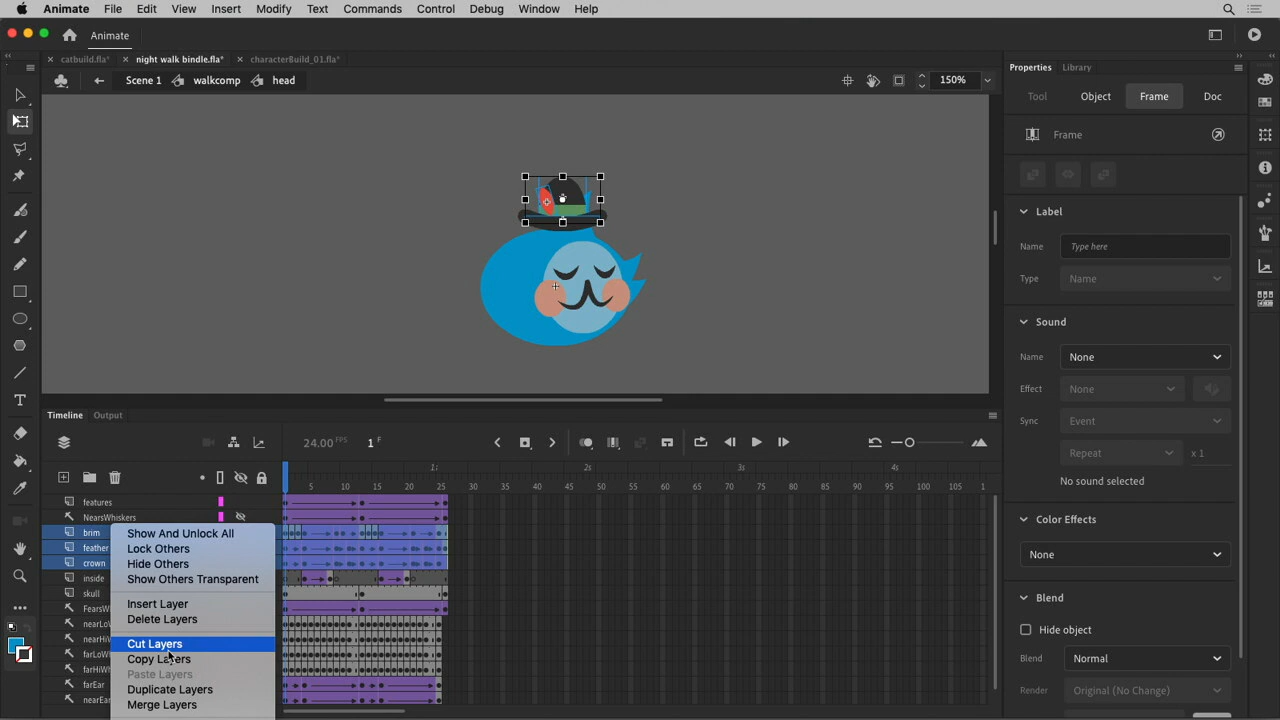 Animate File Edit View Insert Modify Text Commands Control Debug Window Help
Animate
catbuild.fla* night walk bindle.fla* characterBuild_01.fla*
Scene 1 walkcomp head 150%
Properties Library
Tool Object Frame Doc
Frame
Label
Name Type here
Type Name
Sound
Name None
Effect None
Sync Event
Repeat x 1
No sound selected
Color Effects
None
Blend
Hide object
Blend Normal
Render Original (No Change)
Timeline Output
24.00 FPS 1 F
1s 2s 3s 4s
5 10 15 20 25 30 35 40 45 50 55 60 65 70 75 80 85 90 95 100 105 1
features
NearsWhiskers
brim
feather
crown
inside
skull
FearsW
nearLoW
nearHiW
farLoWh
farHiWh
farEar
nearEar
Show And Unlock All
Lock Others
Hide Others
Show Others Transparent
Insert Layer
Delete Layers
Cut Layers
Copy Layers
Paste Layers
Duplicate Layers
Merge Layers